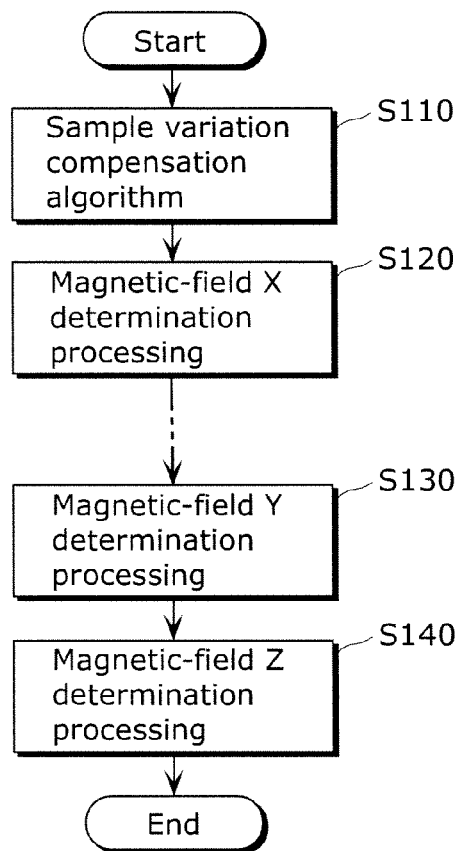 Start
S110
Sample variation
compensation
algorithm
S120
Magnetic-field X
determination
processing
S130
Magnetic-field Y
determination
processing
S140
Magnetic-field Z
determination
processing
End